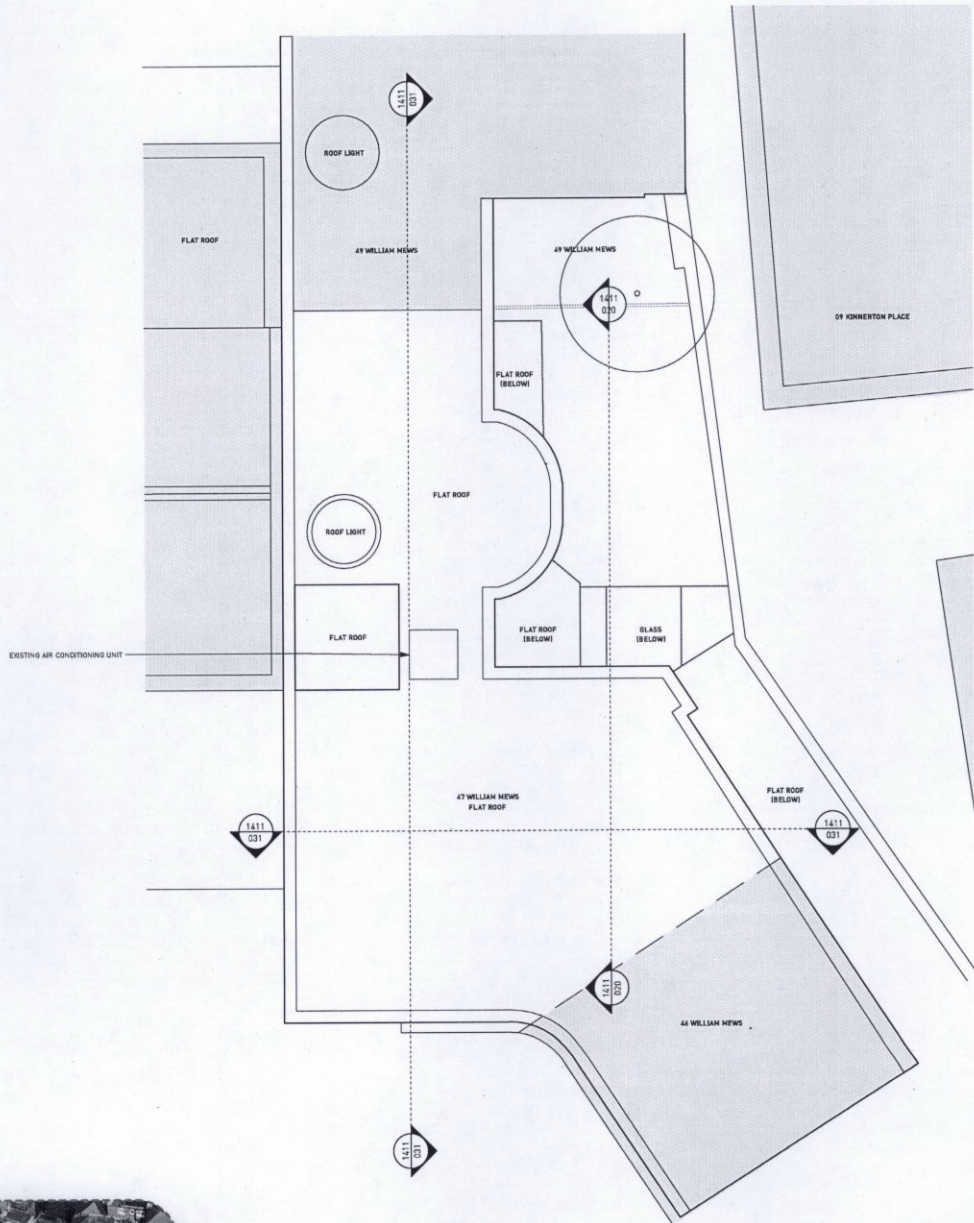 1411
031
ROOF LIGHT
FLAT ROOF
49 WILLIAM MEWS
49 WILLIAM MEWS
1411
020
09 KINNERTON PLACE
FLAT ROOF
(BELOW)
FLAT ROOF
ROOF LIGHT
FLAT ROOF
FLAT ROOF
(BELOW)
GLASS
(BELOW)
EXISTING AIR CONDITIONING UNIT
47 WILLIAM MEWS
FLAT ROOF
FLAT ROOF
(BELOW)
1411
031
1411
031
1411
020
46 WILLIAM MEWS
1411
031